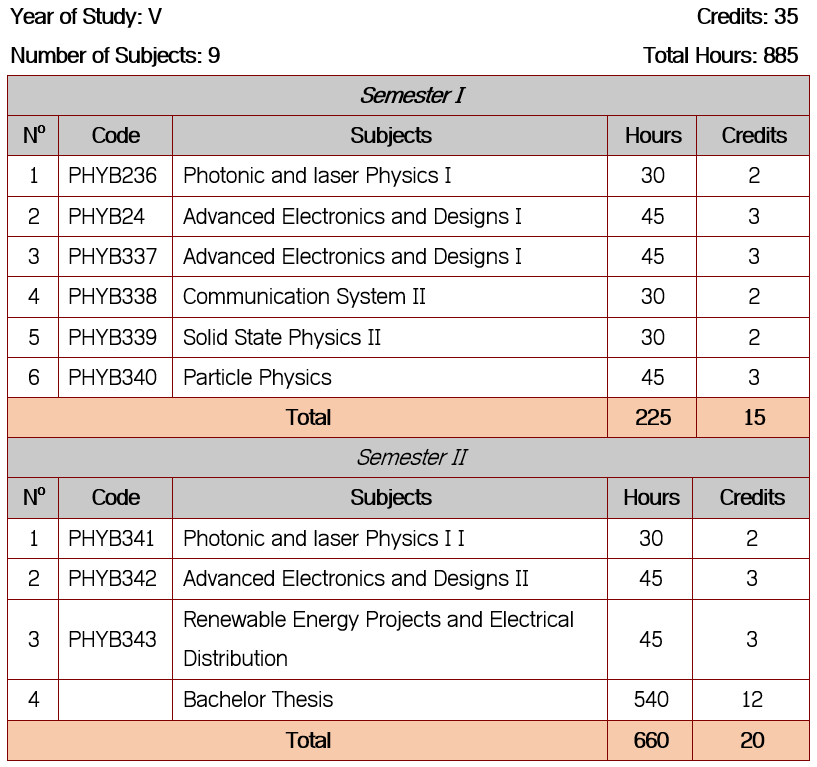 Year of Study: V Credits: 35
Number of Subjects: 9 Total Hours: 885
Semester I
Nº Code Subjects Hours Credits
1 PHYB236 Photonic and laser Physics I 30 2
2 PHYB24 Advanced Electronics and Designs I 45 3
3 PHYB337 Advanced Electronics and Designs I 45 3
4 PHYB338 Communication System II 30 2
5 PHYB339 Solid State Physics II 30 2
6 PHYB340 Particle Physics 45 3
Total 225 15
Semester II
Nº Code Subjects Hours Credits
1 PHYB341 Photonic and laser Physics I I 30 2
2 PHYB342 Advanced Electronics and Designs II 45 3
3 PHYB343 Renewable Energy Projects and Electrical 45 3
Distribution
4 Bachelor Thesis 540 12
Total 660 20